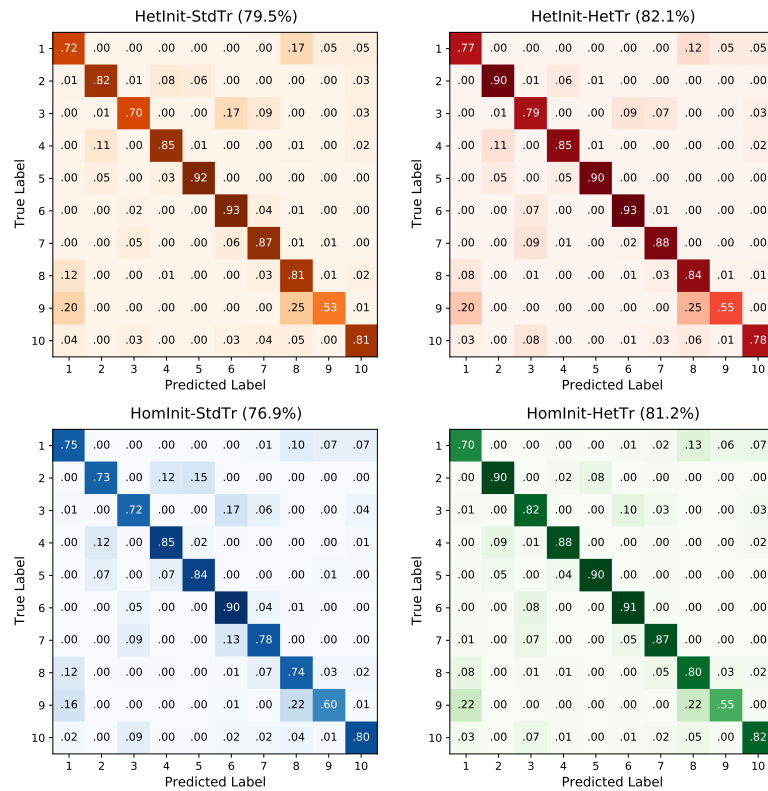 HetInit-StdTr (79.5%)
True Label
1 .72 .00 .00 .00 .00 .00 .00 .17 .05 .05
2 .01 .82 .01 .08 .06 .00 .00 .00 .00 .03
3 .00 .01 .70 .00 .00 .17 .09 .00 .00 .03
4 .00 .11 .00 .85 .01 .00 .00 .01 .00 .02
5 .00 .05 .00 .03 .92 .00 .00 .00 .00 .00
6 .00 .00 .02 .00 .00 .93 .04 .01 .00 .00
7 .00 .00 .05 .00 .00 .06 .87 .01 .01 .00
8 .12 .00 .00 .01 .00 .00 .03 .81 .01 .02
9 .20 .00 .00 .00 .00 .00 .00 .25 .53 .01
10 .04 .00 .03 .00 .00 .03 .04 .05 .00 .81
1 2 3 4 5 6 7 8 9 10
Predicted Label
HetInit-HetTr (82.1%)
True Label
1 .77 .00 .00 .00 .00 .00 .00 .12 .05 .05
2 .00 .90 .01 .06 .01 .00 .00 .00 .00 .01
3 .00 .01 .79 .00 .00 .09 .07 .00 .00 .03
4 .00 .11 .00 .85 .01 .00 .00 .00 .00 .02
5 .00 .05 .00 .05 .90 .00 .00 .00 .00 .00
6 .00 .00 .07 .00 .00 .93 .01 .00 .00 .00
7 .00 .00 .09 .01 .00 .02 .88 .00 .00 .00
8 .08 .00 .01 .00 .00 .01 .03 .84 .01 .01
9 .20 .00 .00 .00 .00 .00 .00 .25 .55 .00
10 .03 .00 .08 .00 .00 .01 .03 .06 .01 .78
1 2 3 4 5 6 7 8 9 10
Predicted Label
HomInit-StdTr (76.9%)
True Label
1 .75 .00 .00 .00 .00 .00 .01 .10 .07 .07
2 .00 .73 .00 .12 .15 .00 .00 .00 .00 .00
3 .01 .00 .72 .00 .00 .17 .06 .00 .00 .04
4 .00 .12 .00 .85 .02 .00 .00 .00 .00 .01
5 .00 .07 .00 .07 .84 .00 .00 .00 .01 .00
6 .00 .00 .05 .00 .00 .90 .04 .01 .00 .00
7 .00 .00 .09 .00 .00 .13 .78 .00 .00 .00
8 .12 .00 .00 .00 .00 .01 .07 .74 .03 .02
9 .16 .00 .00 .00 .00 .01 .00 .22 .60 .01
10 .02 .00 .09 .00 .00 .02 .02 .04 .01 .80
1 2 3 4 5 6 7 8 9 10
Predicted Label
HomInit-HetTr (81.2%)
True Label
1 .70 .00 .00 .00 .00 .01 .02 .13 .06 .07
2 .00 .90 .00 .02 .08 .00 .00 .00 .00 .00
3 .01 .00 .82 .00 .00 .10 .03 .00 .00 .03
4 .00 .09 .01 .88 .00 .00 .00 .00 .00 .02
5 .00 .05 .00 .04 .90 .00 .00 .00 .00 .00
6 .00 .00 .08 .00 .00 .91 .00 .00 .00 .00
7 .01 .00 .07 .00 .00 .05 .87 .00 .00 .00
8 .08 .00 .01 .01 .00 .00 .05 .80 .03 .02
9 .22 .00 .00 .00 .00 .00 .00 .22 .55 .00
10 .03 .00 .07 .01 .00 .01 .02 .04 .00 .82
1 2 3 4 5 6 7 8 9 10
Predicted Label